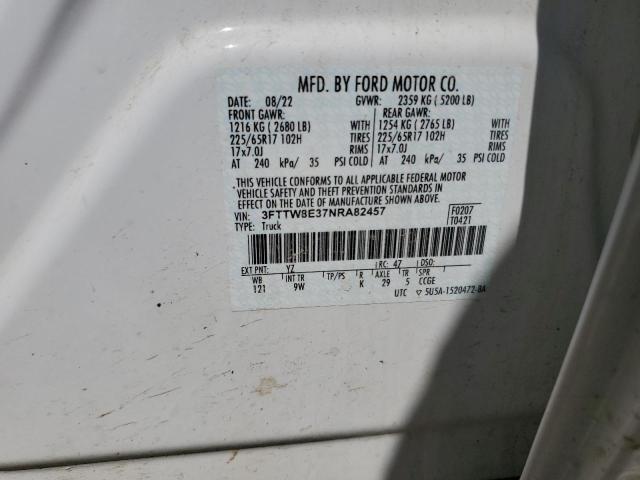 MFD. BY FORD MOTOR CO.
DATE: 08/22 GVWR: 2359 KG ( 5200 LB)
FRONT GAWR: REAR GAWR:
1216 KG ( 2680 LB) WITH 1254 KG ( 2765 LB) WITH
225/65R17 102H TIRES 225/65R17 102H TIRES
17x7.0J RIMS 17x7.0J RIMS
AT 240 kPa/ 35 PSI COLD AT 240 kPa/ 35 PSI COLD
THIS VEHICLE CONFORMS TO ALL APPLICABLE FEDERAL MOTOR
VEHICLE SAFETY AND THEFT PREVENTION STANDARDS IN
EFFECT ON THE DATE OF MANUFACTURE SHOWN ABOVE.
VIN: 3FTTW8E37NRA82457 F0207
TYPE: Truck T0421
EXT PNT: YZ RC: 47 DSO:
WB INT TR TP/PS R AXLE TR SPR
121 9W K 29 5 CCGE
UTC ▽ 5U5A-1520472-BA